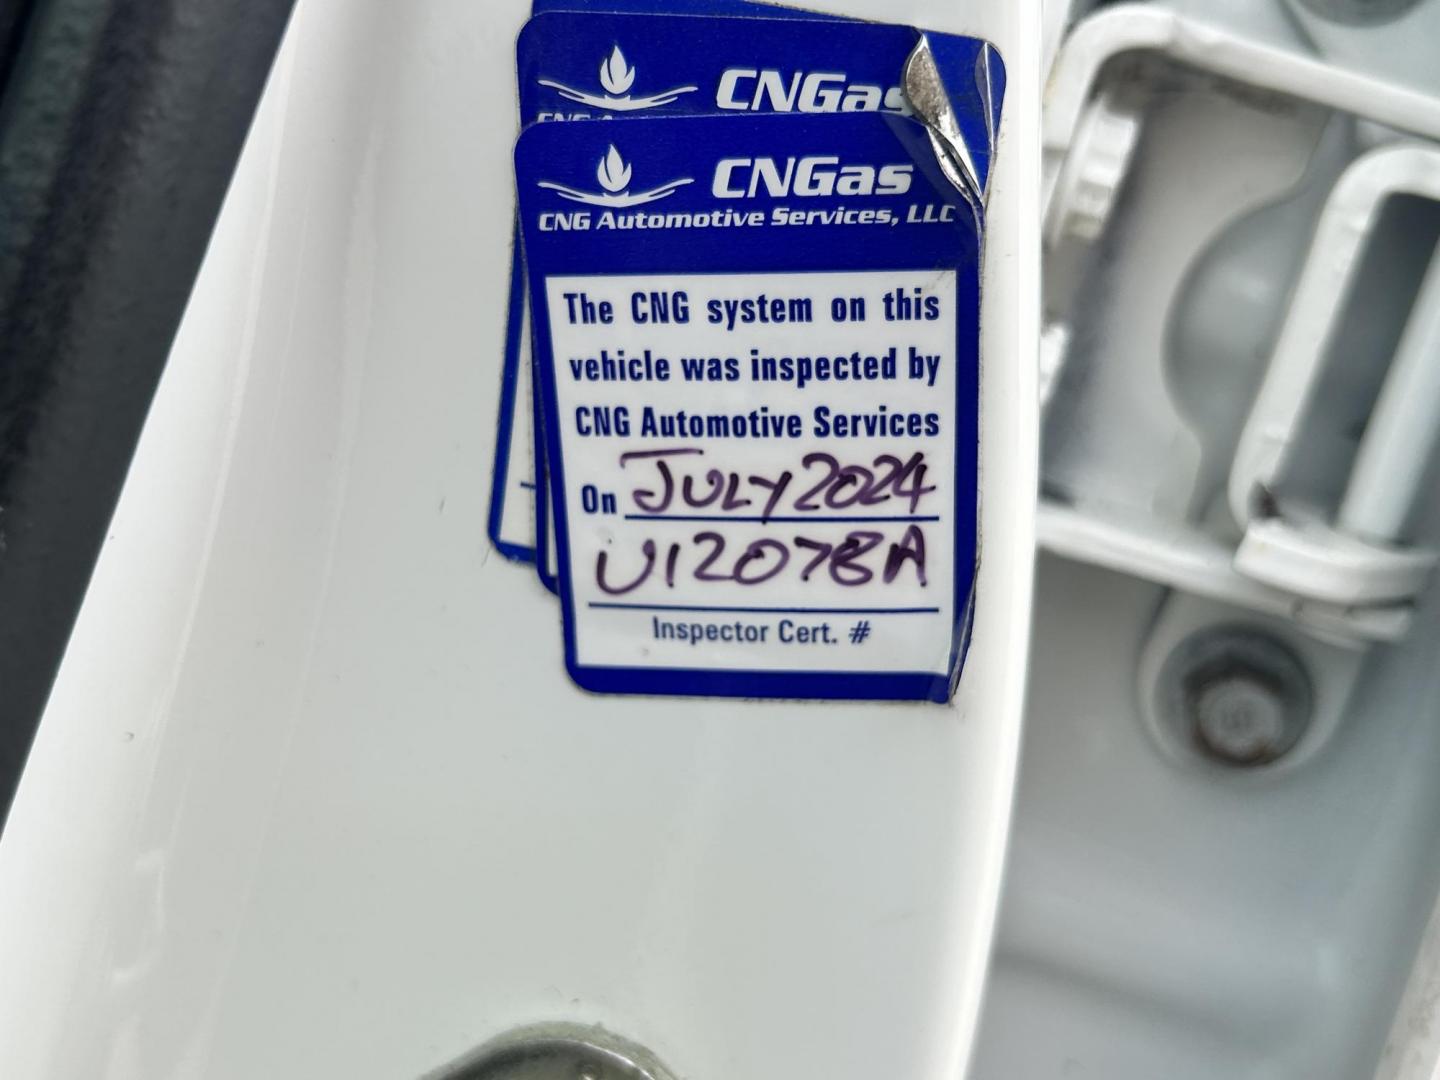 CNGas
CNGas
CNG Automotive Services, LLC
The CNG system on this
vehicle was inspected by
CNG Automotive Services
On JULY 2024
U12078A
Inspector Cert. #